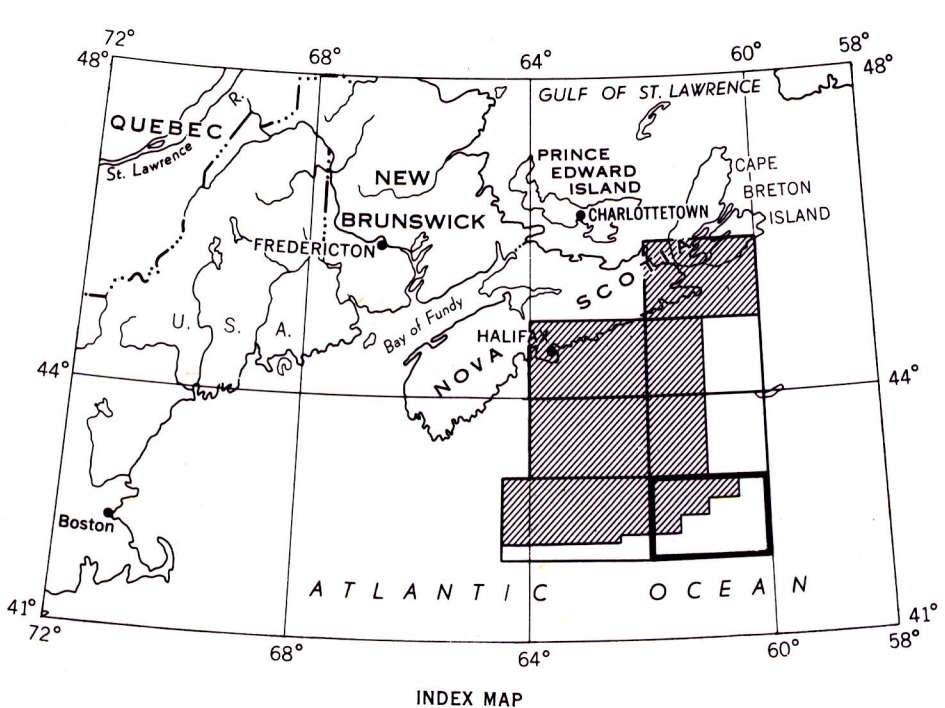 72°
68°
64°
60°
58°
48°
48°
GULF OF ST. LAWRENCE
R.
QUEBEC
St. Lawrence
PRINCE
EDWARD
ISLAND
CAPE
BRETON
ISLAND
NEW
BRUNSWICK
CHARLOTTETOWN
FREDERICTON
SCOTIA
U. S. A.
Bay of Fundy
HALIFAX
NOVA
44°
44°
Boston
ATLANTIC OCEAN
41°
41°
72°
68°
64°
60°
58°
INDEX MAP